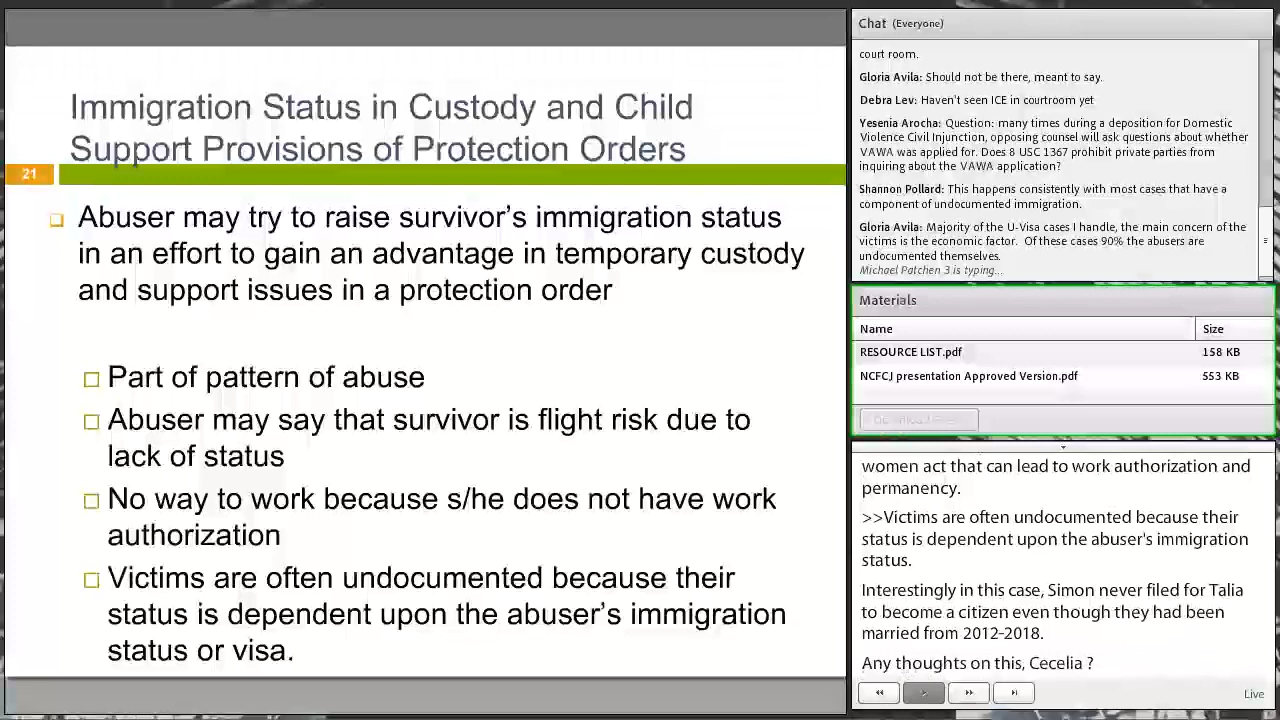 Immigration Status in Custody and Child
Support Provisions of Protection Orders
21
Abuser may try to raise survivor’s immigration status
in an effort to gain an advantage in temporary custody
and support issues in a protection order
Part of pattern of abuse
Abuser may say that survivor is flight risk due to
lack of status
No way to work because s/he does not have work
authorization
Victims are often undocumented because their
status is dependent upon the abuser’s immigration
status or visa.
Chat (Everyone)
court room.
Gloria Avila: Should not be there, meant to say.
Debra Lev: Haven't seen ICE in courtroom yet
Yesenia Arocha: Question: many times during a deposition for Domestic
Violence Civil Injunction, opposing counsel will ask questions about whether
VAWA was applied for. Does 8 USC 1367 prohibit private parties from
inquiring about the VAWA application?
Shannon Pollard: This happens consistently with most cases that have a
component of undocumented immigration.
Gloria Avila: Majority of the U-Visa cases I handle, the main concern of the
victims is the economic factor. Of these cases 90% the abusers are
undocumented themselves.
Michael Patchen 3 is typing...
Materials
Name
Size
RESOURCE LIST.pdf
158 KB
NCFCJ presentation Approved Version.pdf
553 KB
women act that can lead to work authorization and
permanency.
>>Victims are often undocumented because their
status is dependent upon the abuser's immigration
status.
Interestingly in this case, Simon never filed for Talia
to become a citizen even though they had been
married from 2012-2018.
Any thoughts on this, Cecelia ?
Live